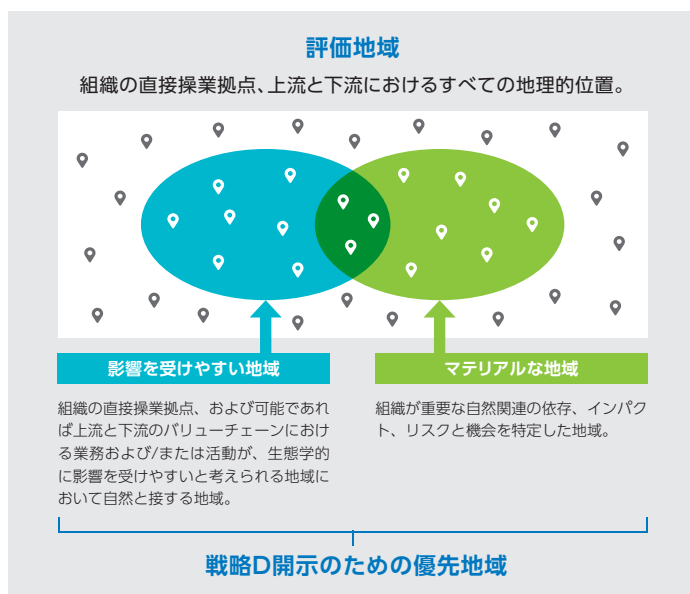 評価地域
組織の直接操業拠点、上流と下流におけるすべての地理的位置。
影響を受けやすい地域
組織の直接操業拠点、および可能であれ
ば上流と下流のバリューチェーンにおけ
る業務および/または活動が、生態学的
に影響を受けやすいと考えられる地域に
おいて自然と接する地域。
マテリアルな地域
組織が重要な自然関連の依存、インパク
ト、リスクと機会を特定した地域。
戦略D開示のための優先地域